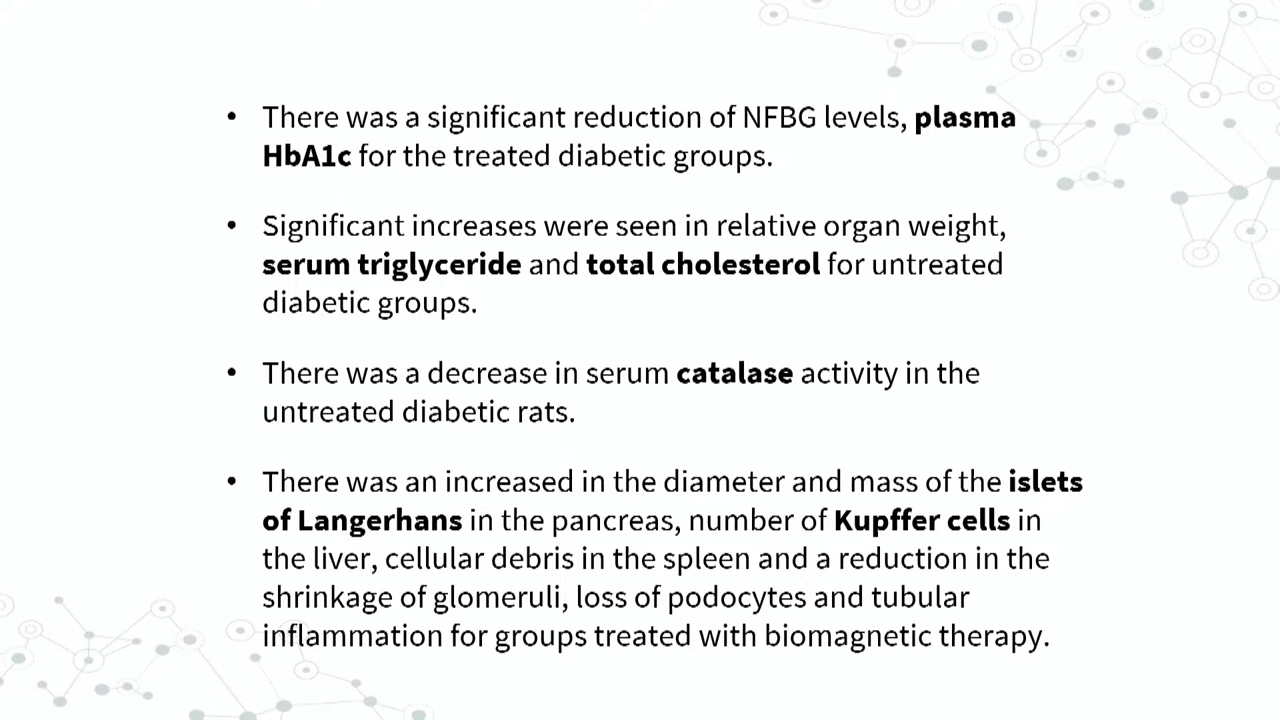 • There was a significant reduction of NFBG levels, plasma
HbA1c for the treated diabetic groups.
• Significant increases were seen in relative organ weight,
serum triglyceride and total cholesterol for untreated
diabetic groups.
• There was a decrease in serum catalase activity in the
untreated diabetic rats.
• There was an increased in the diameter and mass of the islets
of Langerhans in the pancreas, number of Kupffer cells in
the liver, cellular debris in the spleen and a reduction in the
shrinkage of glomeruli, loss of podocytes and tubular
inflammation for groups treated with biomagnetic therapy.